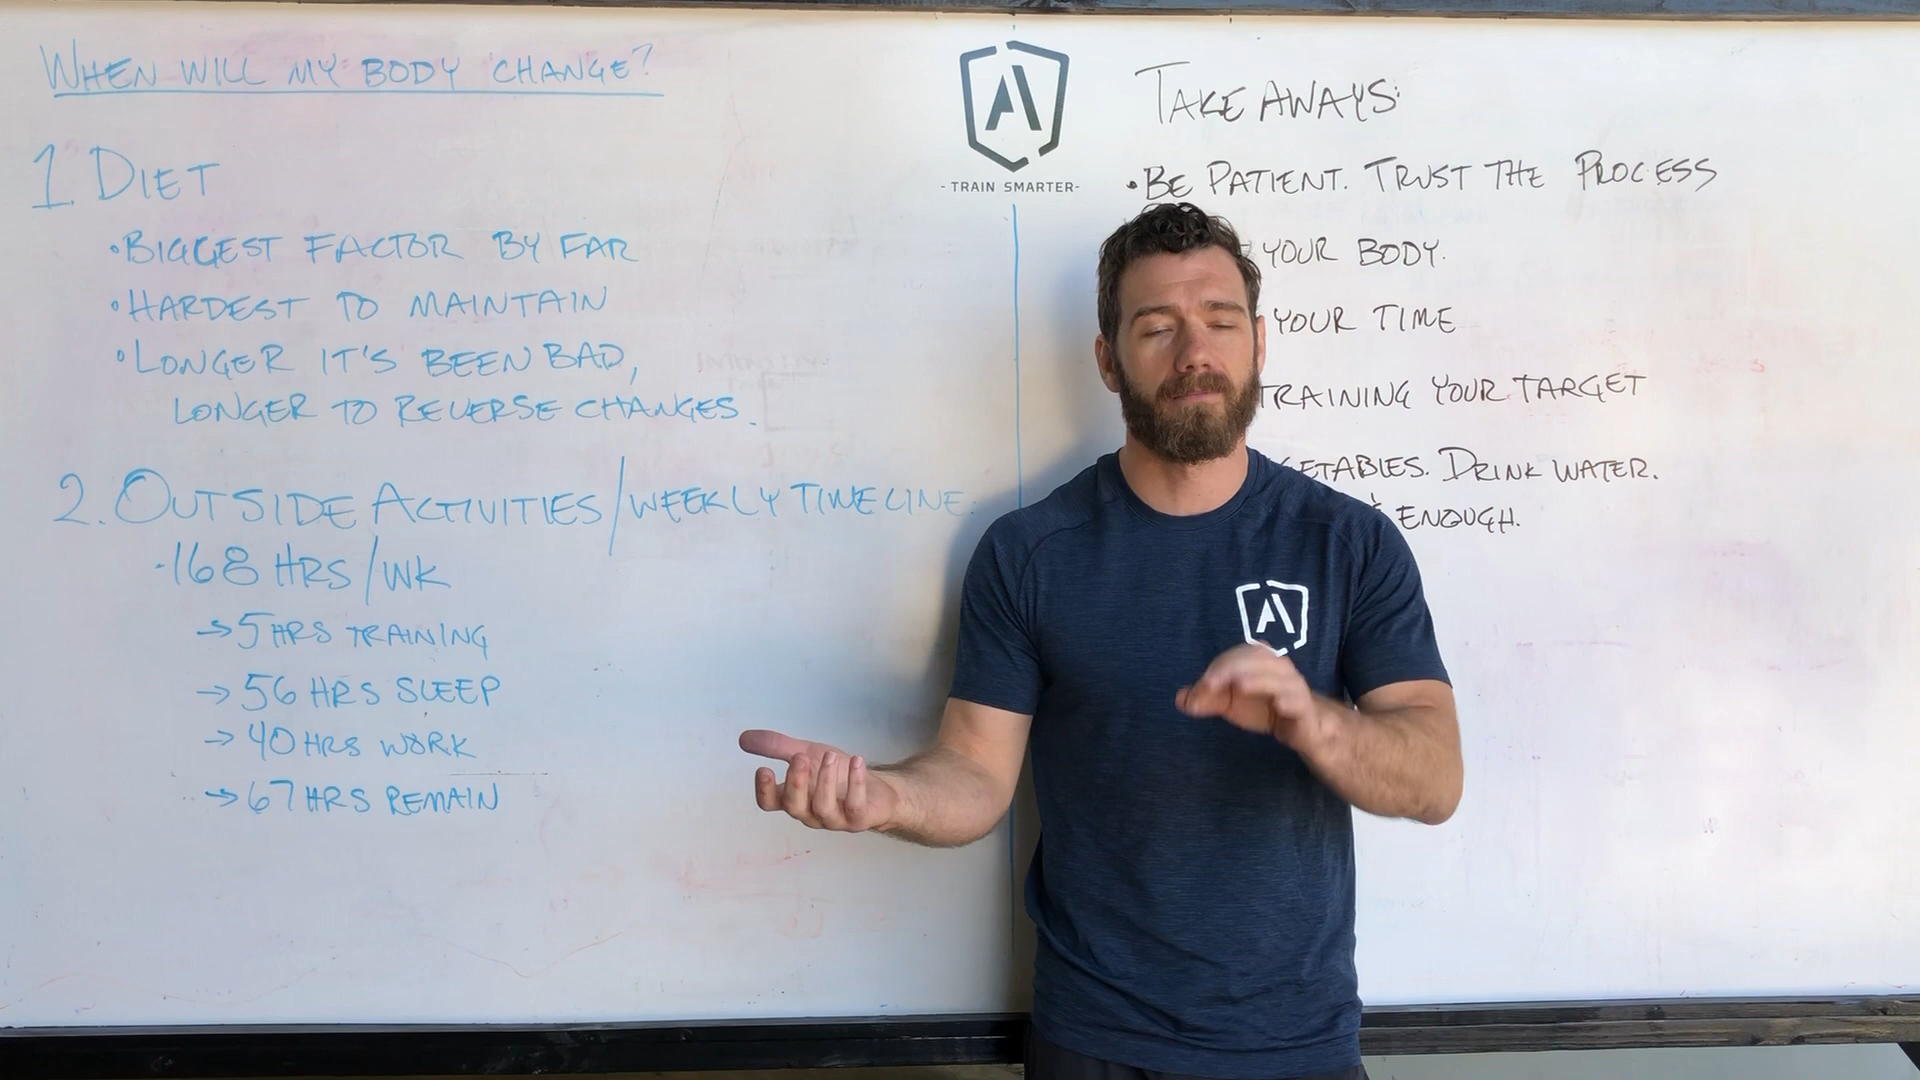 WHEN WILL MY BODY CHANGE?
1. DIET
•BIGGEST FACTOR BY FAR
•HARDEST TO MAINTAIN
•LONGER IT'S BEEN BAD,
LONGER TO REVERSE CHANGES.
2. OUTSIDE ACTIVITIES/WEEKLY TIMELINE:
•168 HRS/WK
→5 HRS TRAINING
→56 HRS SLEEP
→40 HRS WORK
→67 HRS REMAIN
A
- TRAIN SMARTER-
TAKE AWAYS:
•BE PATIENT. TRUST THE PROCESS
YOUR BODY.
YOUR TIME
TRAINING YOUR TARGET
ETABLES. DRINK WATER.
ENOUGH.
A